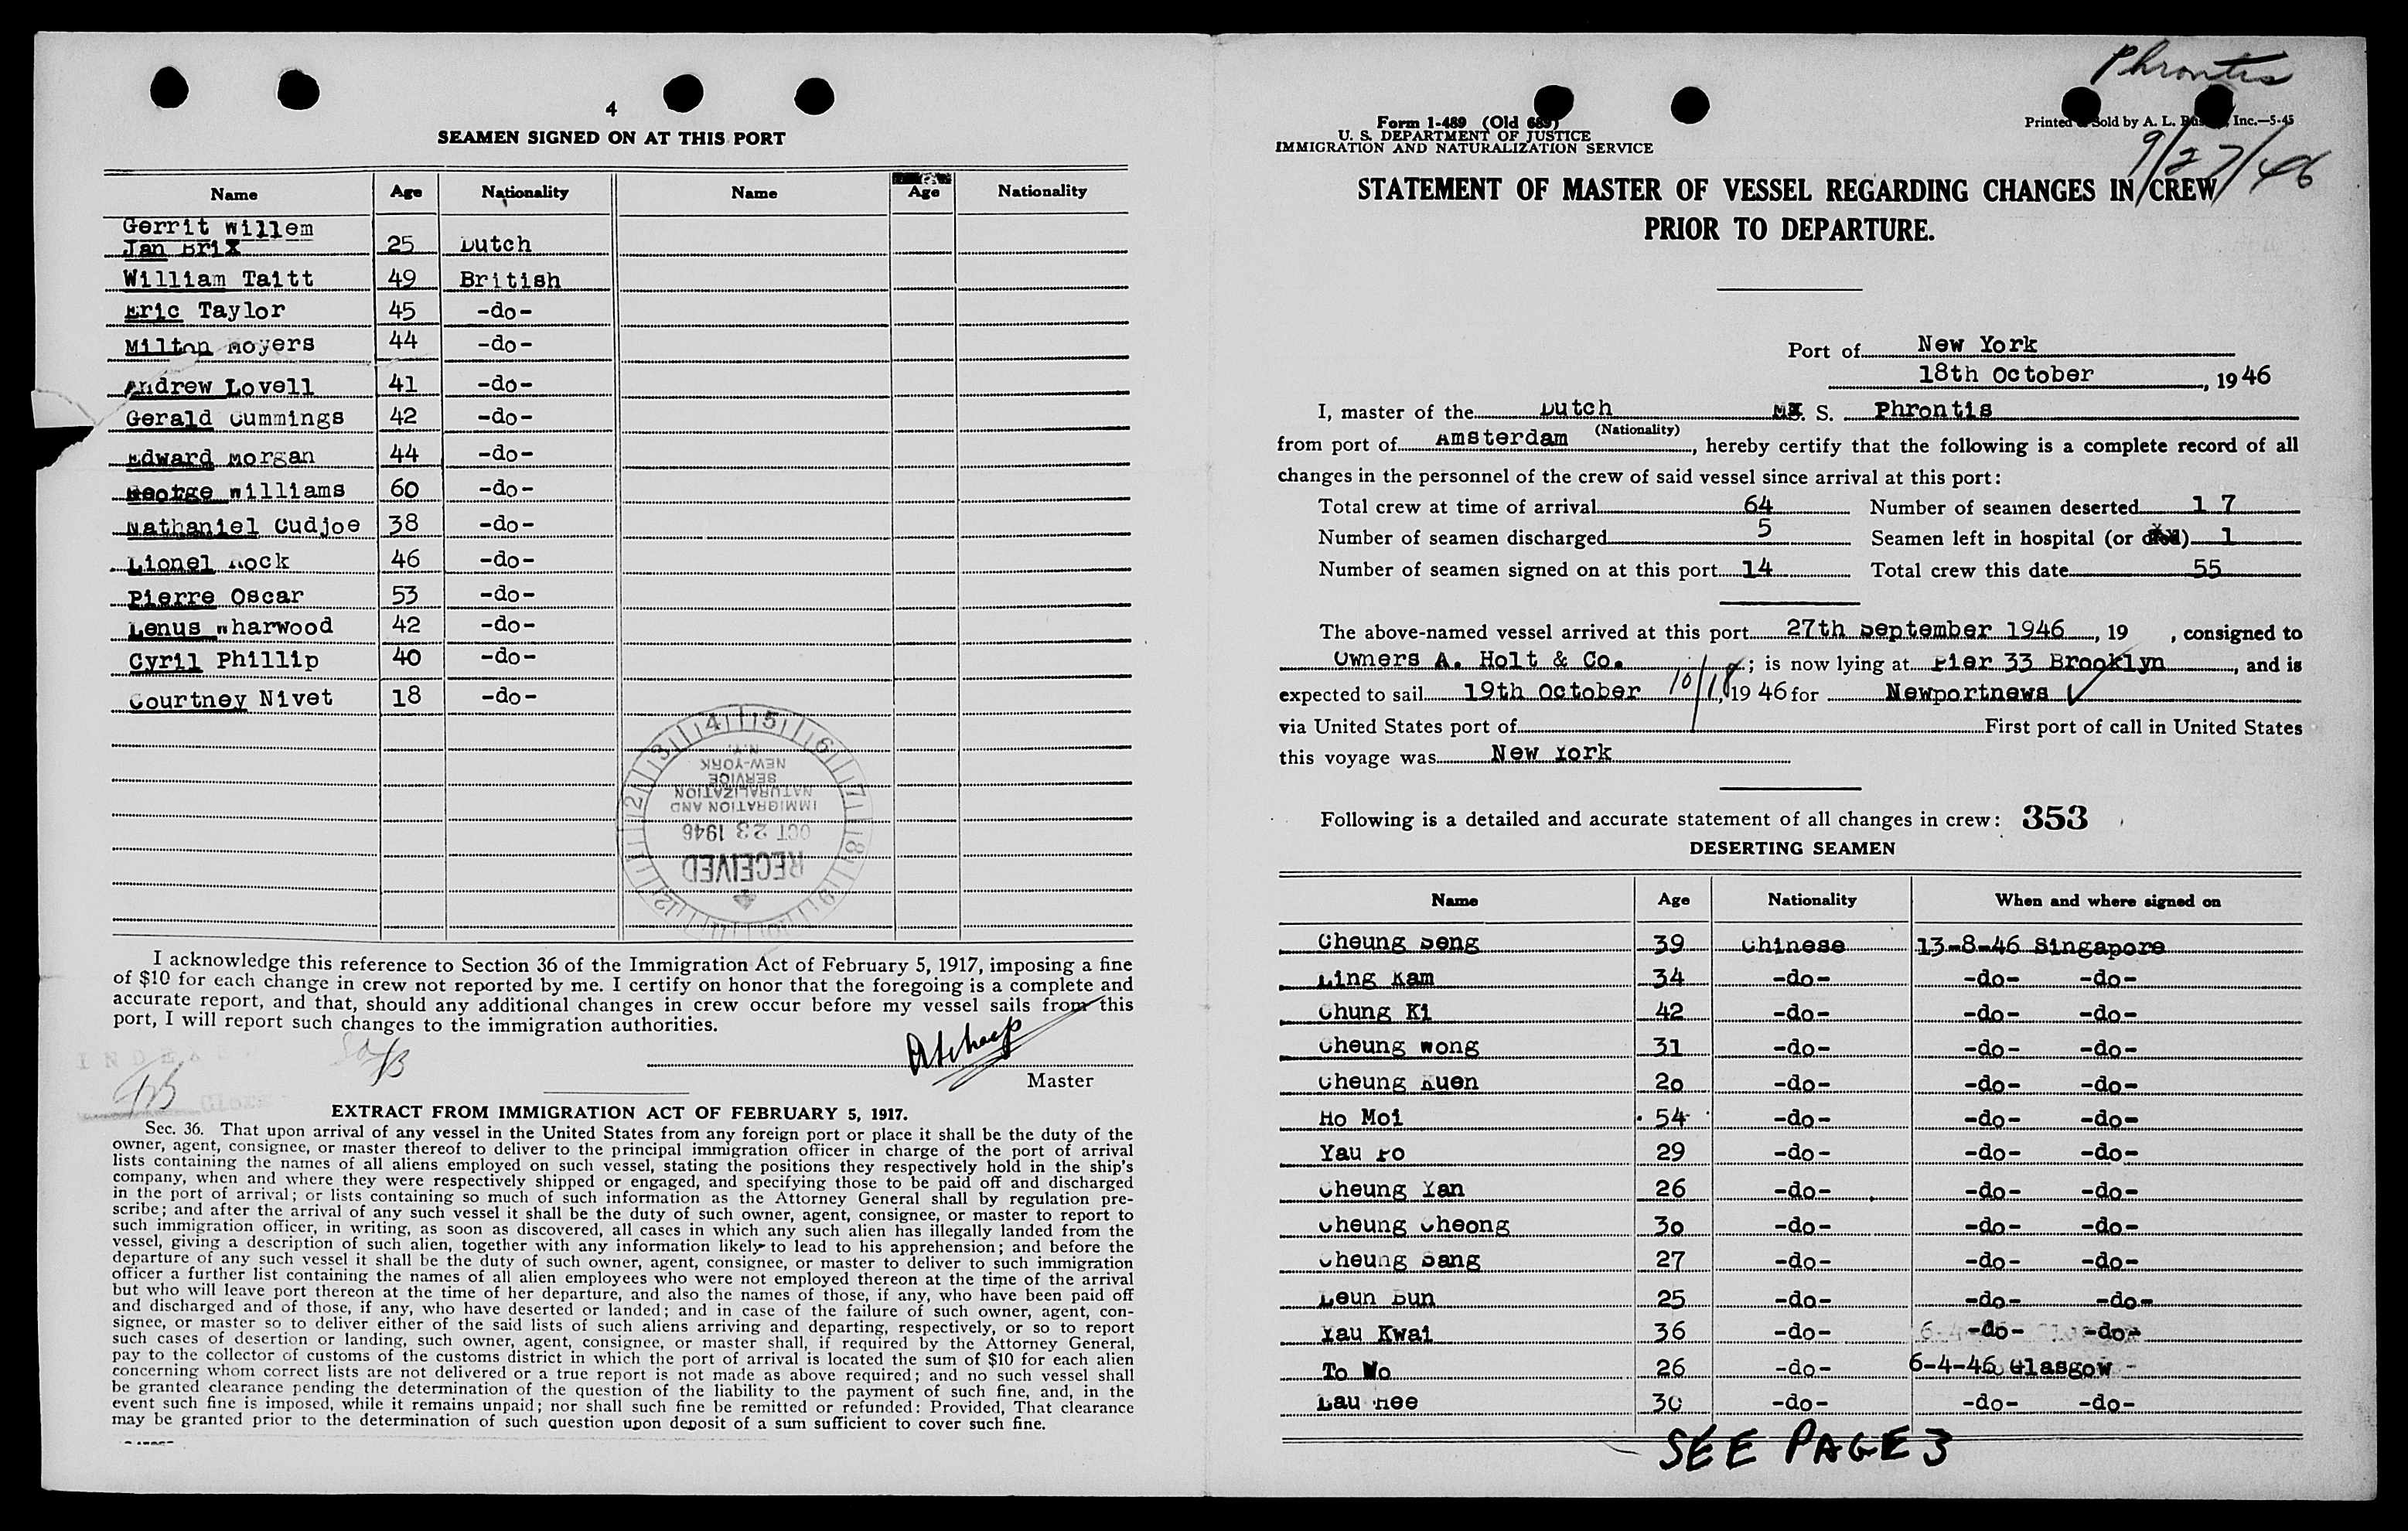 4
SEAMEN SIGNED ON AT THIS PORT
Name Age Nationality Name Age Nationality
Gerrit Willem
Jan Brix 25 Dutch
William Taitt 49 British
Eric Taylor 45 -do-
Milton Moyers 44 -do-
Andrew Lovell 41 -do-
Gerald Cummings 42 -do-
Edward Morgan 44 -do-
George Williams 60 -do-
Nathaniel Cudjoe 38 -do-
Lionel Rock 46 -do-
Pierre Oscar 53 -do-
Lenus Wharwood 42 -do-
Cyril Phillip 40 -do-
Courtney Nivet 18 -do-
RECEIVED
OCT 23 1946
IMMIGRATION AND
NATURALIZATION
SERVICE
NEW-YORK
N.Y.
1 2 3 4 5 6 7 8 9 10 11 12
I acknowledge this reference to Section 36 of the Immigration Act of February 5, 1917, imposing a fine
of $10 for each change in crew not reported by me. I certify on honor that the foregoing is a complete and
accurate report, and that, should any additional changes in crew occur before my vessel sails from this
port, I will report such changes to the immigration authorities.
Master
EXTRACT FROM IMMIGRATION ACT OF FEBRUARY 5, 1917.
Sec. 36. That upon arrival of any vessel in the United States from any foreign port or place it shall be the duty of the
owner, agent, consignee, or master thereof to deliver to the principal immigration officer in charge of the port of arrival
lists containing the names of all aliens employed on such vessel, stating the positions they respectively hold in the ship's
company, when and where they were respectively shipped or engaged, and specifying those to be paid off and discharged
in the port of arrival; or lists containing so much of such information as the Attorney General shall by regulation pre-
scribe; and after the arrival of any such vessel it shall be the duty of such owner, agent, consignee, or master to report to
such immigration officer, in writing, as soon as discovered, all cases in which any such alien has illegally landed from the
vessel, giving a description of such alien, together with any information likely to lead to his apprehension; and before the
departure of any such vessel it shall be the duty of such owner, agent, consignee, or master to deliver to such immigration
officer a further list containing the names of all alien employees who were not employed thereon at the time of the arrival
but who will leave port thereon at the time of her departure, and also the names of those, if any, who have been paid off
and discharged and of those, if any, who have deserted or landed; and in case of the failure of such owner, agent, con-
signee, or master so to deliver either of the said lists of such aliens arriving and departing, respectively, or so to report
such cases of desertion or landing, such owner, agent, consignee, or master shall, if required by the Attorney General,
pay to the collector of customs of the customs district in which the port of arrival is located the sum of $10 for each alien
concerning whom correct lists are not delivered or a true report is not made as above required; and no such vessel shall
be granted clearance pending the determination of the question of the liability to the payment of such fine, and, in the
event such fine is imposed, while it remains unpaid; nor shall such fine be remitted or refunded: Provided, That clearance
may be granted prior to the determination of such question upon deposit of a sum sufficient to cover such fine.
Phrontis
9/27/46
Form I-489 (Old 689)
U. S. DEPARTMENT OF JUSTICE
IMMIGRATION AND NATURALIZATION SERVICE
Printed Sold by A. L. Inc.—5-45
STATEMENT OF MASTER OF VESSEL REGARDING CHANGES IN CREW
PRIOR TO DEPARTURE.
Port of New York
18th October, 19 46
I, master of the Dutch S. Phrontis
(Nationality)
from port of Amsterdam, hereby certify that the following is a complete record of all
changes in the personnel of the crew of said vessel since arrival at this port:
Total crew at time of arrival 64 Number of seamen deserted 17
Number of seamen discharged 5 Seamen left in hospital (or died) 1
Number of seamen signed on at this port 14 Total crew this date 55
The above-named vessel arrived at this port 27th September 1946, 19 , consigned to
Owners A. Holt & Co.; is now lying at Pier 33 Brooklyn, and is
expected to sail 19th October 10/18, 19 46 for Newportnews
via United States port of First port of call in United States
this voyage was New York
Following is a detailed and accurate statement of all changes in crew: 353
DESERTING SEAMEN
Name Age Nationality When and where signed on
Cheung Seng 39 Chinese 13-8-46 Singapore
Ling Kam 34 -do- -do- -do-
Chung Ki 42 -do- -do- -do-
Cheung Wong 31 -do- -do- -do-
Cheung Kuen 20 -do- -do- -do-
Ho Moi 54 -do- -do- -do-
Yau Fo 29 -do- -do- -do-
Cheung Yan 26 -do- -do- -do-
Cheung Cheong 30 -do- -do- -do-
Cheung Sang 27 -do- -do- -do-
Leun Bun 25 -do- -do- -do-
Yau Kwai 36 -do- -do- -do-
To Wo 26 -do- 6-4-46 Glasgow
Lau Hee 30 -do- -do- -do-
SEE PAGE 3